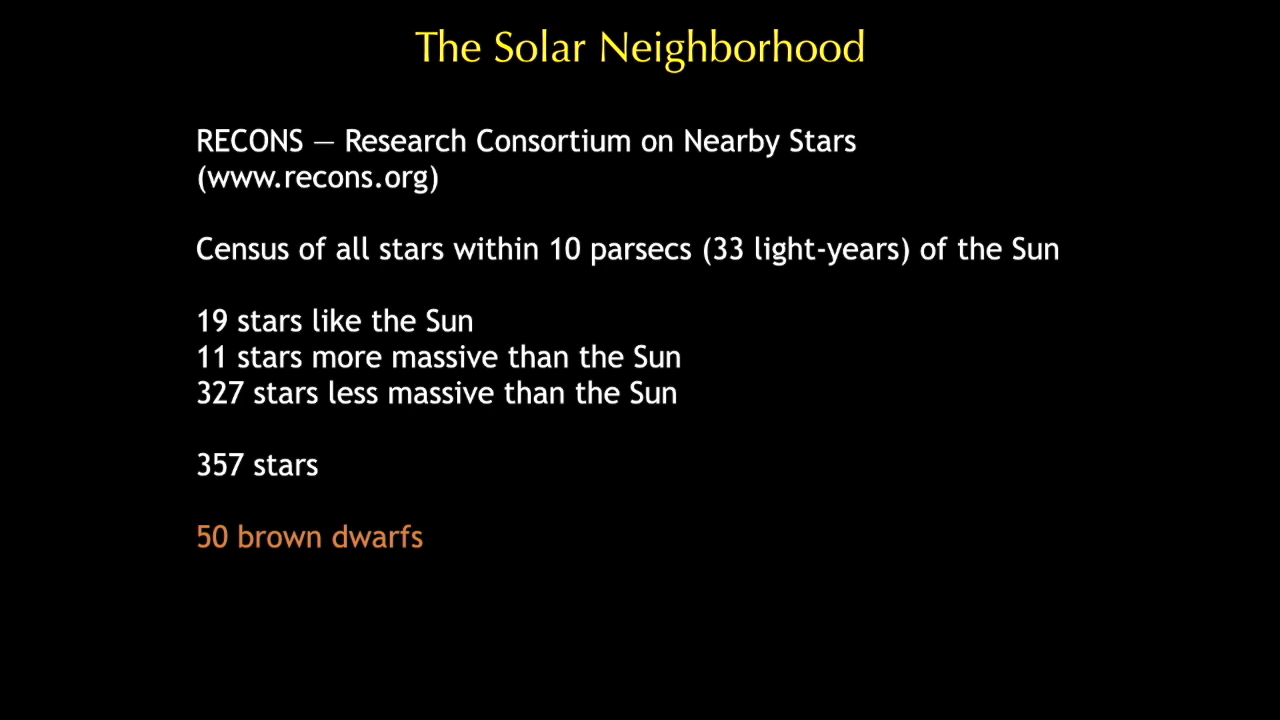 The Solar Neighborhood
RECONS — Research Consortium on Nearby Stars
(www.recons.org)
Census of all stars within 10 parsecs (33 light-years) of the Sun
19 stars like the Sun
11 stars more massive than the Sun
327 stars less massive than the Sun
357 stars
50 brown dwarfs